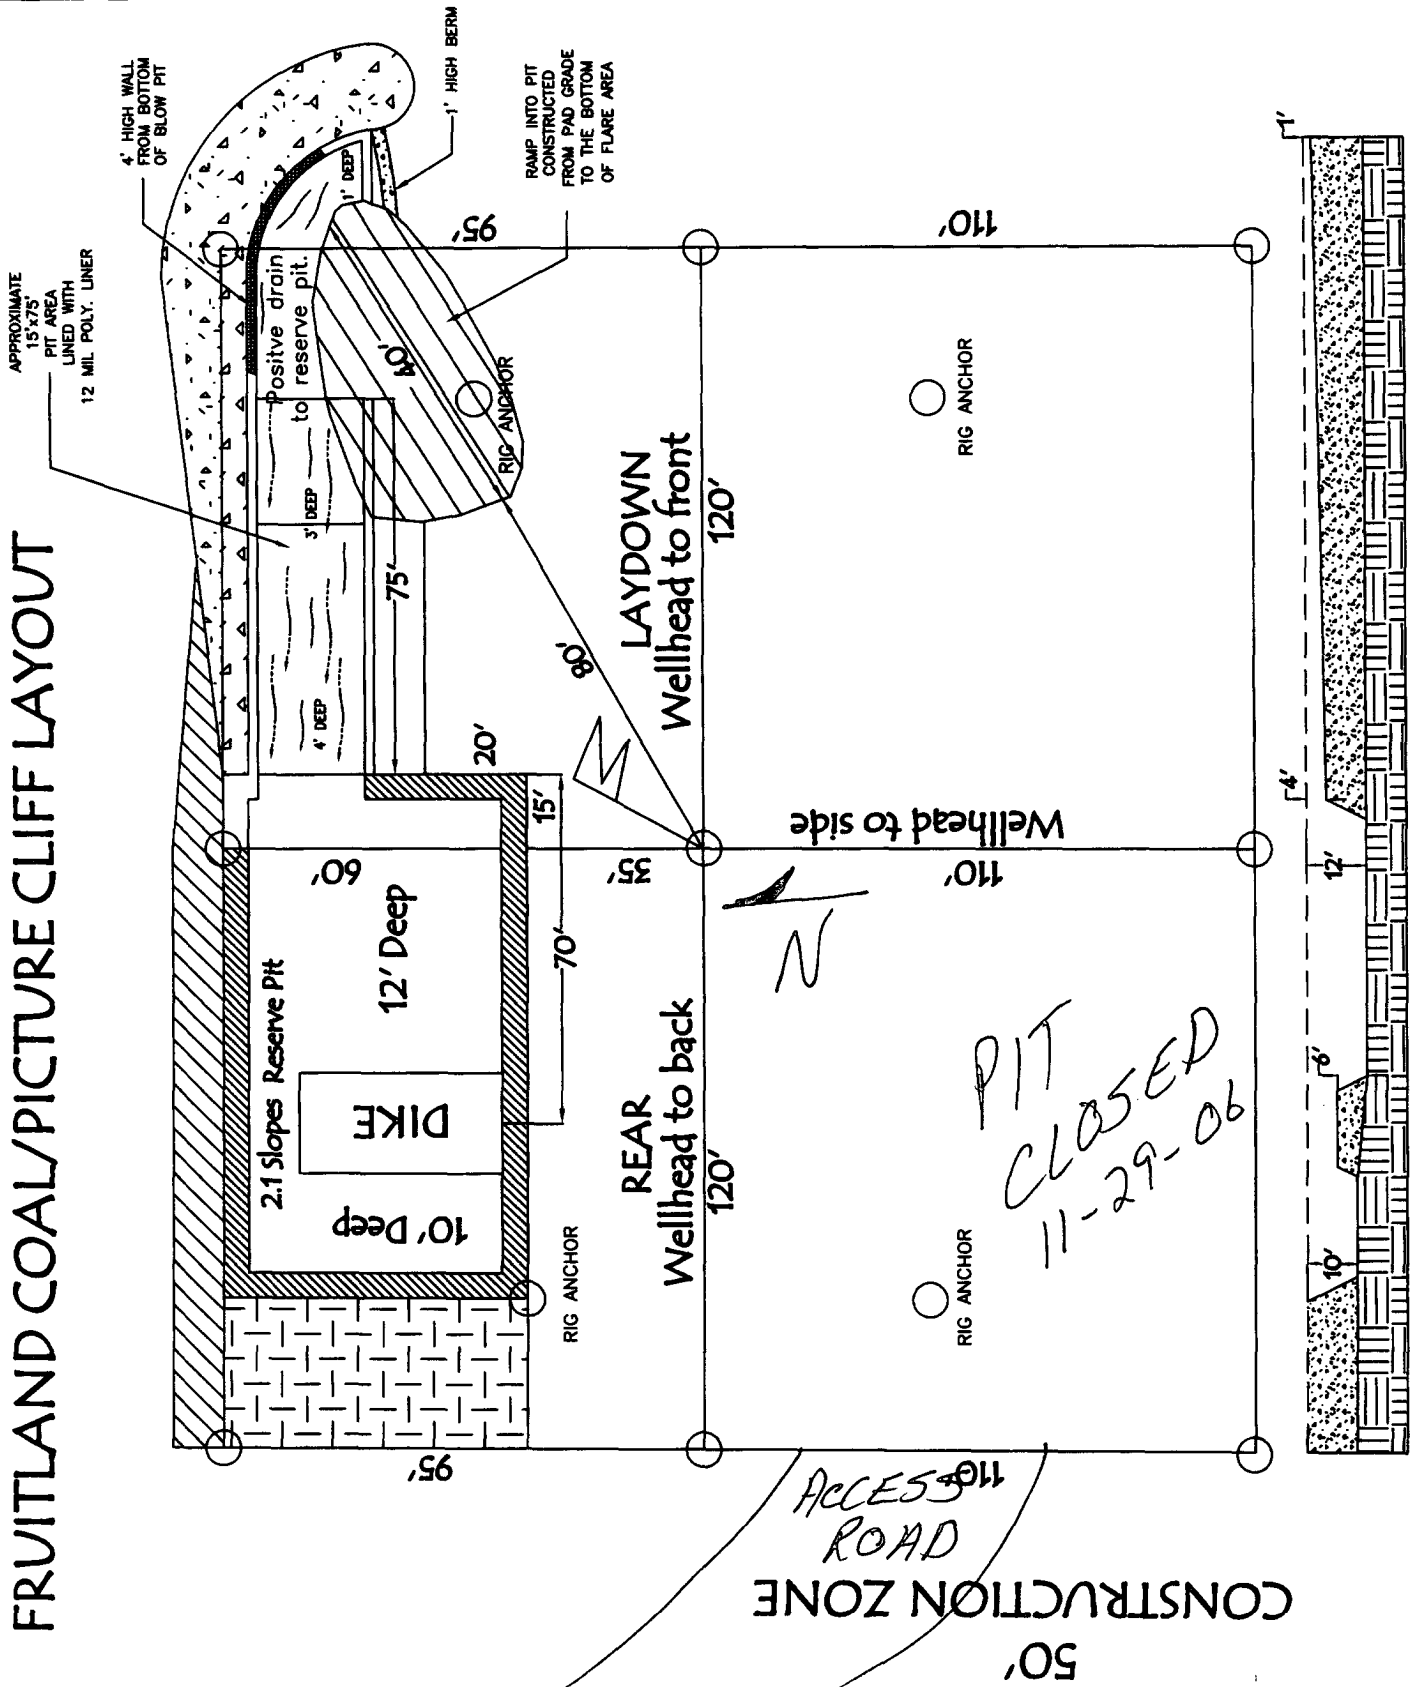 FRUITLAND COAL/PICTURE CLIFF LAYOUT
APPROXIMATE
15'x75'
PIT AREA
LINED WITH
12 MIL POLY. LINER
4' HIGH WALL
FROM BOTTOM
OF BLOW PIT
1' HIGH BERM
RAMP INTO PIT
CONSTRUCTED
FROM PAD GRADE
TO THE BOTTOM
OF FLARE AREA
1' DEEP
Positve drain
to reserve pit.
3' DEEP
4' DEEP
40'
RIG ANCHOR
75'
80'
20'
15'
95'
110'
2.1 Slopes Reserve Pit
12' Deep
DIKE
10' Deep
60'
35'
70'
RIG ANCHOR
95'
LAYDOWN
Wellhead to front
120'
RIG ANCHOR
Wellhead to side
110'
N
REAR
Wellhead to back
120'
PIT
CLOSED
11-29-06
RIG ANCHOR
110'
ACCESS
ROAD
CONSTRUCTION ZONE
50'
1'
4'
12'
6'
10'